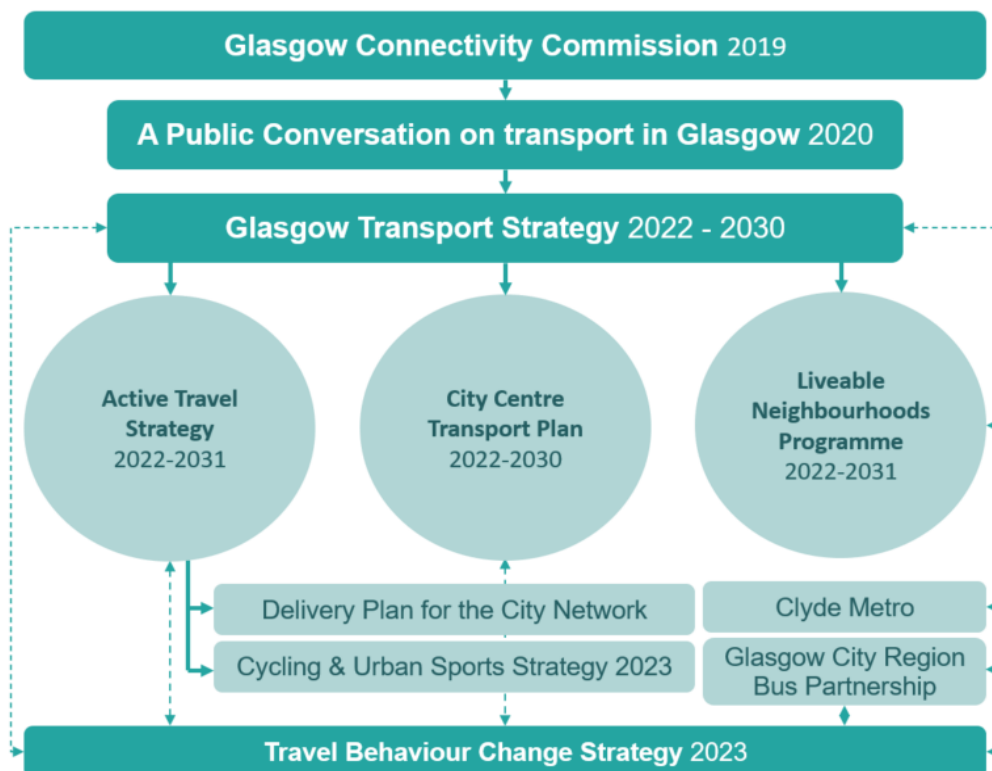 Glasgow Connectivity Commission 2019
A Public Conversation on transport in Glasgow 2020
Glasgow Transport Strategy 2022 - 2030
Active Travel
Strategy
2022-2031
City Centre
Transport Plan
2022-2030
Liveable
Neighbourhoods
Programme
2022-2031
Delivery Plan for the City Network
Clyde Metro
Cycling & Urban Sports Strategy 2023
Glasgow City Region
Bus Partnership
Travel Behaviour Change Strategy 2023